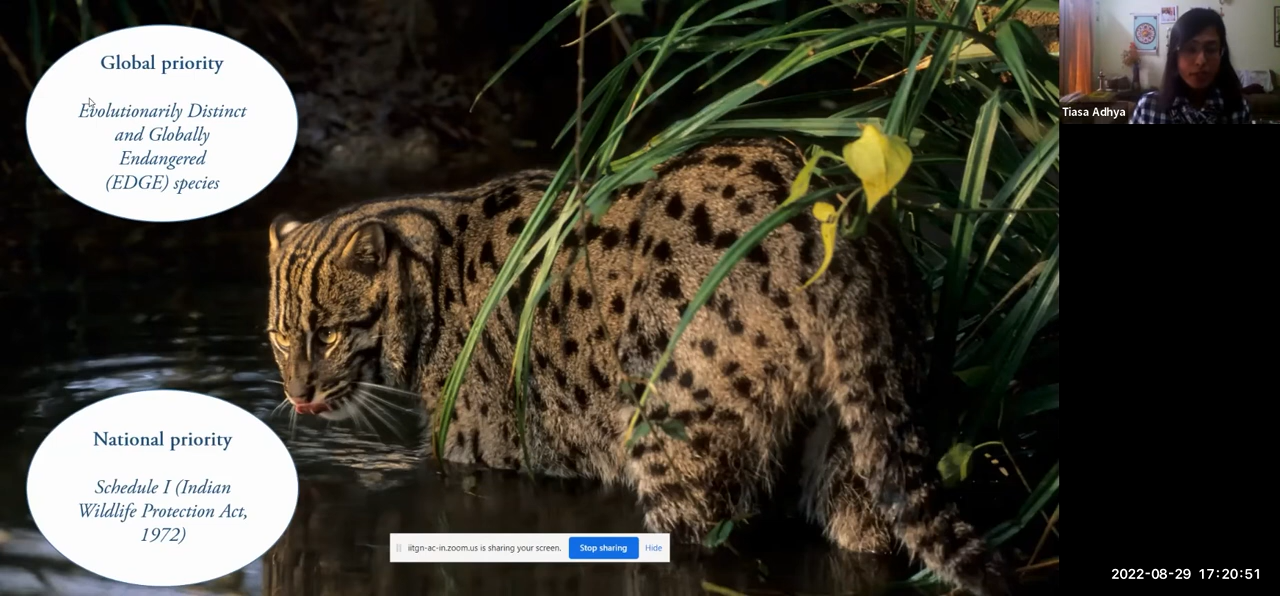 Global priority
Evolutionarily Distinct
and Globally
Endangered
(EDGE) species
Tiasa Adhya
National priority
Schedule I (Indian
Wildlife Protection Act,
1972)
iitgn-ac-in.zoom.us is sharing your screen.
Stop sharing
Hide
2022-08-29 17:20:51